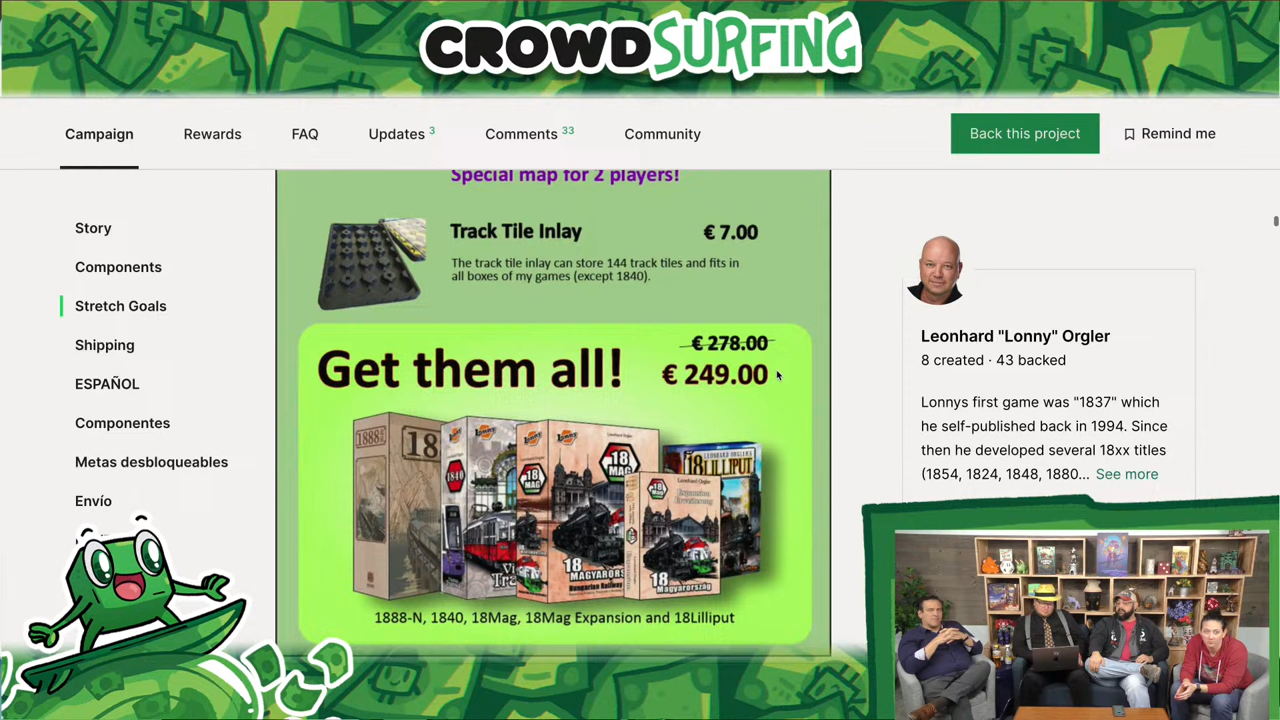 CROWDSURFING
Campaign
Rewards
FAQ
Updates 3
Comments 33
Community
Back this project
Remind me
Special map for 2 players!
Story
Components
Stretch Goals
Shipping
ESPAÑOL
Componentes
Metas desbloqueables
Envío
Track Tile Inlay
€ 7.00
The track tile inlay can store 144 track tiles and fits in
all boxes of my games (except 1840).
Get them all!
€ 278.00
€ 249.00
1888-N, 1840, 18Mag, 18Mag Expansion and 18Lilliput
Leonhard "Lonny" Orgler
8 created · 43 backed
Lonnys first game was "1837" which
he self-published back in 1994. Since
then he developed several 18xx titles
(1854, 1824, 1848, 1880... See more